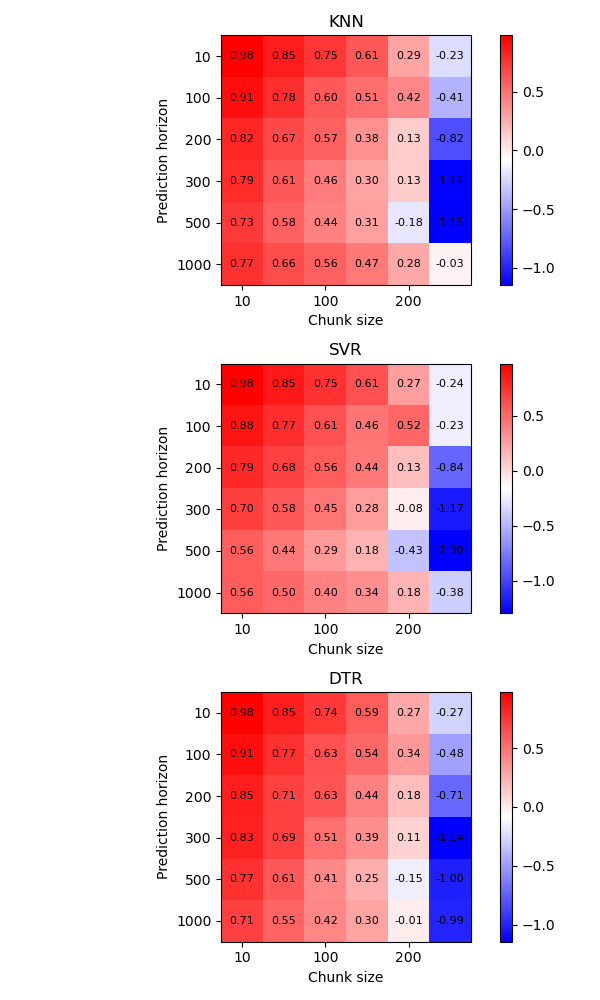 KNN
Prediction horizon
10 0.98 0.85 0.75 0.61 0.29 -0.23
100 0.91 0.78 0.60 0.51 0.42 -0.41
200 0.82 0.67 0.57 0.38 0.13 -0.82
300 0.79 0.61 0.46 0.30 0.13 -1.14
500 0.73 0.58 0.44 0.31 -0.18 -1.15
1000 0.77 0.66 0.56 0.47 0.28 -0.03
10 100 200
Chunk size
0.5
0.0
−0.5
−1.0
SVR
Prediction horizon
10 0.98 0.85 0.75 0.61 0.27 -0.24
100 0.88 0.77 0.61 0.46 0.52 -0.23
200 0.79 0.68 0.56 0.44 0.13 -0.84
300 0.70 0.58 0.45 0.28 -0.08 -1.17
500 0.56 0.44 0.29 0.18 -0.43 -1.30
1000 0.56 0.50 0.40 0.34 0.18 -0.38
10 100 200
Chunk size
0.5
0.0
−0.5
−1.0
DTR
Prediction horizon
10 0.98 0.85 0.74 0.59 0.27 -0.27
100 0.91 0.77 0.63 0.54 0.34 -0.48
200 0.85 0.71 0.63 0.44 0.18 -0.71
300 0.83 0.69 0.51 0.39 0.11 -1.14
500 0.77 0.61 0.41 0.25 -0.15 -1.00
1000 0.71 0.55 0.42 0.30 -0.01 -0.99
10 100 200
Chunk size
0.5
0.0
−0.5
−1.0